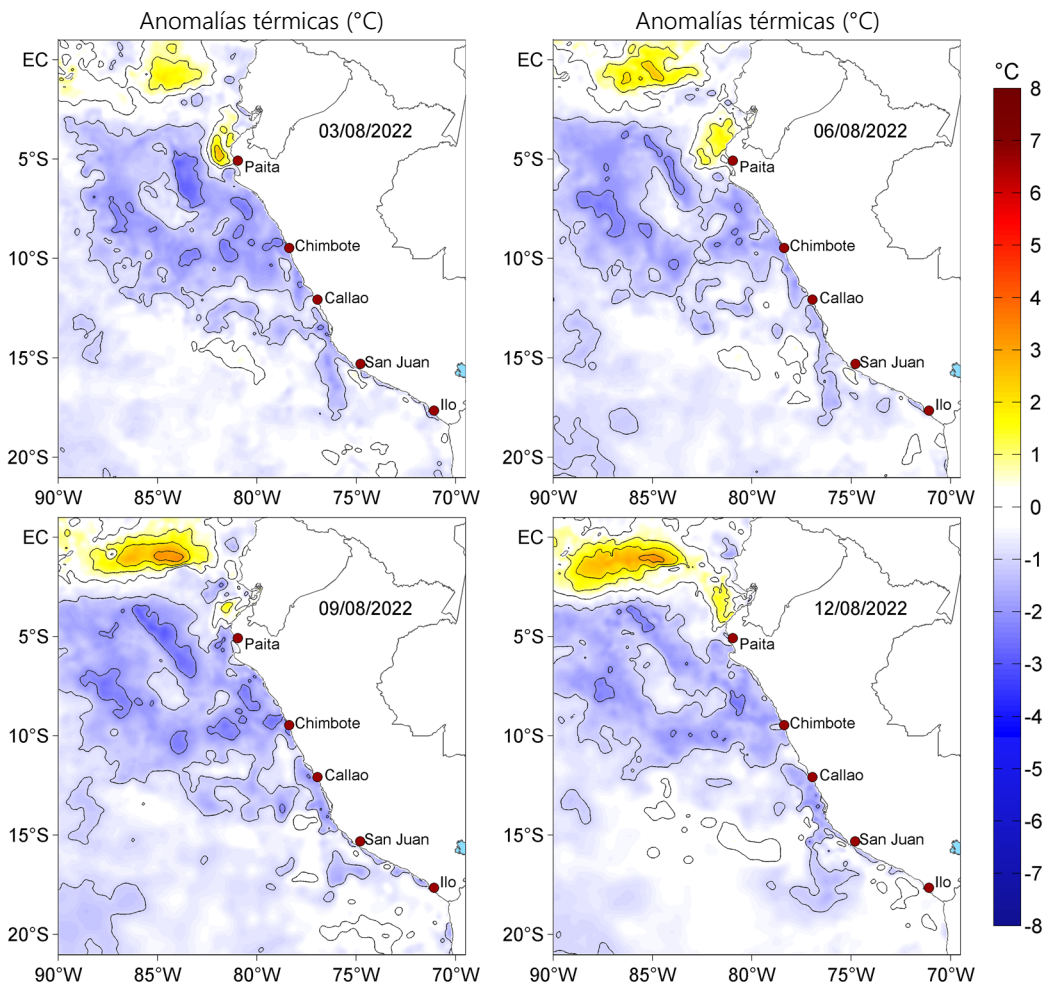 Anomalías térmicas (°C)
Anomalías térmicas (°C)
EC
5°S
10°S
15°S
20°S
90°W
85°W
80°W
75°W
70°W
03/08/2022
Paita
Chimbote
Callao
San Juan
Ilo
EC
5°S
10°S
15°S
20°S
90°W
85°W
80°W
75°W
70°W
06/08/2022
Paita
Chimbote
Callao
San Juan
Ilo
°C
8
7
6
5
4
3
2
1
0
-1
-2
-3
-4
-5
-6
-7
-8
EC
5°S
10°S
15°S
20°S
90°W
85°W
80°W
75°W
70°W
09/08/2022
Paita
Chimbote
Callao
San Juan
Ilo
EC
5°S
10°S
15°S
20°S
90°W
85°W
80°W
75°W
70°W
12/08/2022
Paita
Chimbote
Callao
San Juan
Ilo